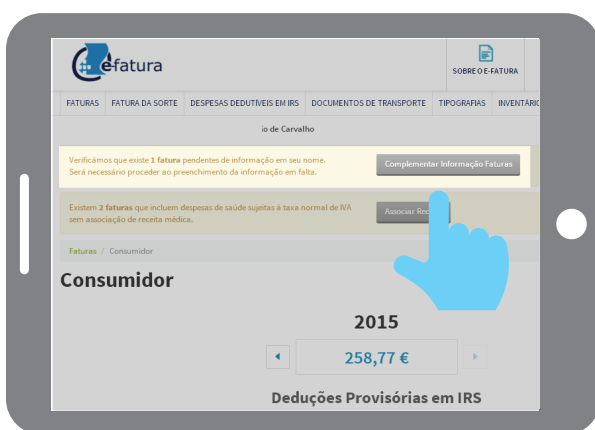 e-fatura
SOBRE O E-FATURA
FATURAS FATURA DA SORTE DESPESAS DEDUTÍVEIS EM IRS DOCUMENTOS DE TRANSPORTE TIPOGRAFIAS
io de Carvalho
Verificámos que existe 1 fatura pendentes de informação em seu nome.
Será necessário proceder ao preenchimento da informação em falta.
Complementar Informação Faturas
Existem 2 faturas que incluem despesas de saúde sujeitas à taxa normal de IVA
sem associação de receita médica.
Associar
Faturas / Consumidor
Consumidor
2015
258,77 €
Deduções Provisórias em IRS